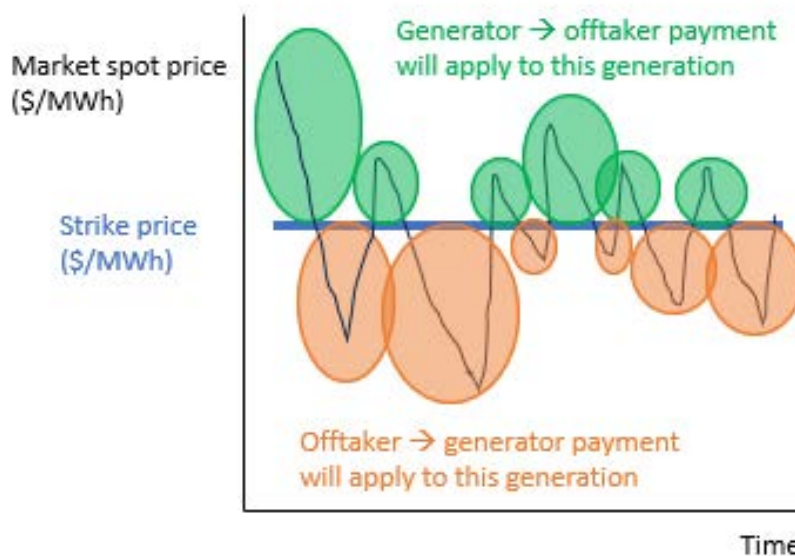 Generator → offtaker payment
will apply to this generation
Market spot price
($/MWh)
Strike price
($/MWh)
Offtaker → generator payment
will apply to this generation
Time